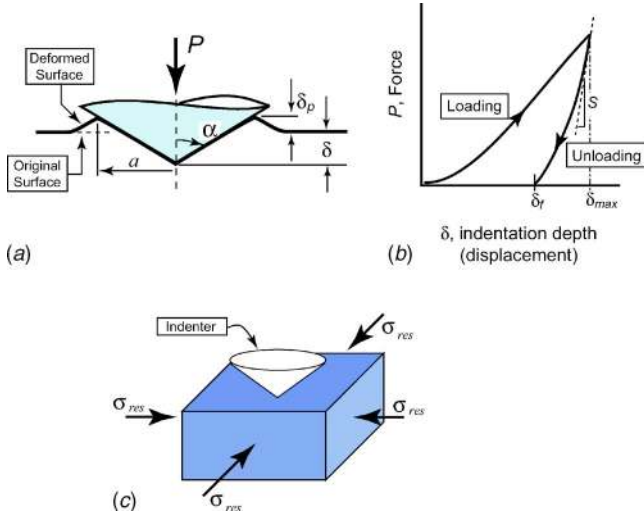 P
Deformed
Surface
δp
α
δ
Original
Surface
a
(a)
P, Force
Loading
S
Unloading
δf
δmax
δ, indentation depth
(displacement)
(b)
Indenter
σres
σres
σres
σres
(c)